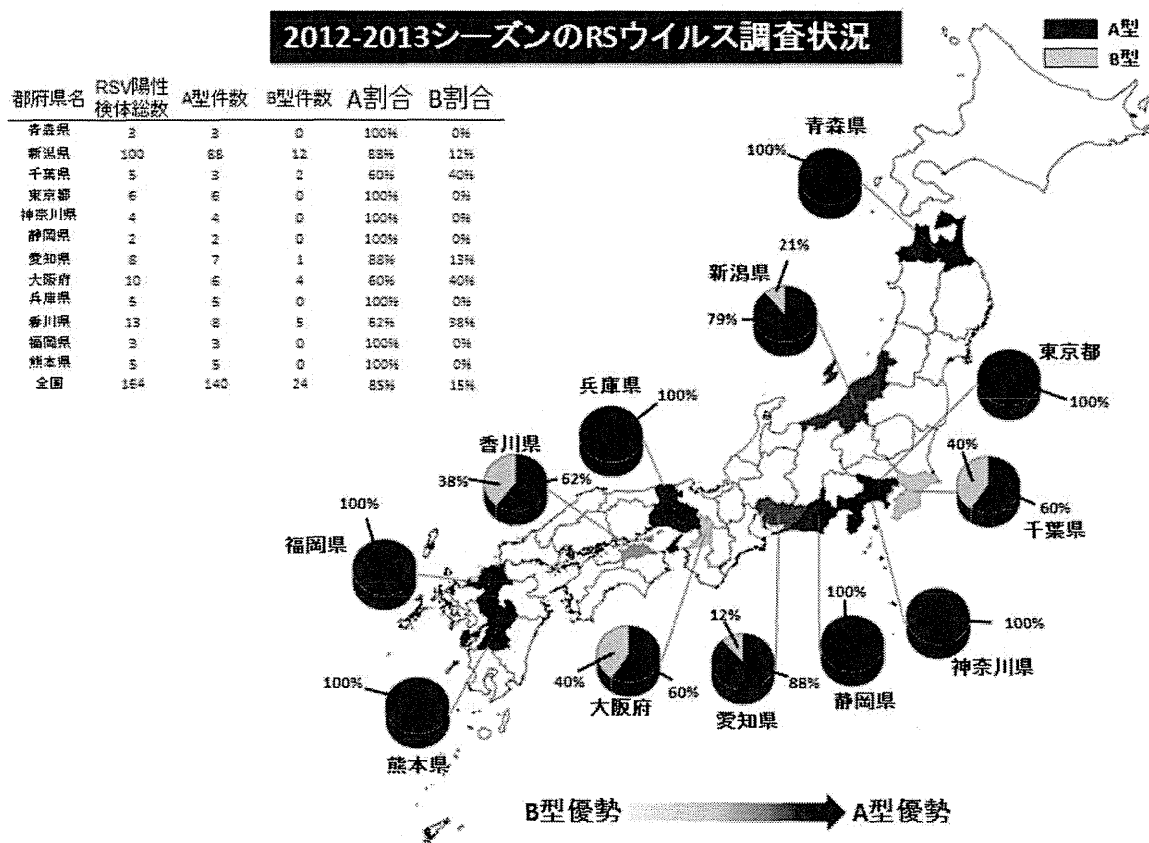 2012-2013シーズンのRSウイルス調査状況
A型
B型
都府県名 RSV陽性検体総数 A型件数 B型件数 A割合 B割合
青森県 3 3 0 100% 0%
新潟県 100 88 12 88% 12%
千葉県 5 3 2 60% 40%
東京都 6 6 0 100% 0%
神奈川県 4 4 0 100% 0%
静岡県 2 2 0 100% 0%
愛知県 8 7 1 88% 13%
大阪府 10 6 4 60% 40%
兵庫県 5 5 0 100% 0%
香川県 13 8 5 62% 38%
福岡県 3 3 0 100% 0%
熊本県 5 5 0 100% 0%
全国 164 140 24 85% 15%
青森県
100%
新潟県
21%
79%
東京都
100%
兵庫県
100%
香川県
38%
62%
40%
60%
千葉県
100%
福岡県
100%
神奈川県
100%
静岡県
12%
88%
愛知県
40%
60%
大阪府
100%
熊本県
B型優勢
A型優勢